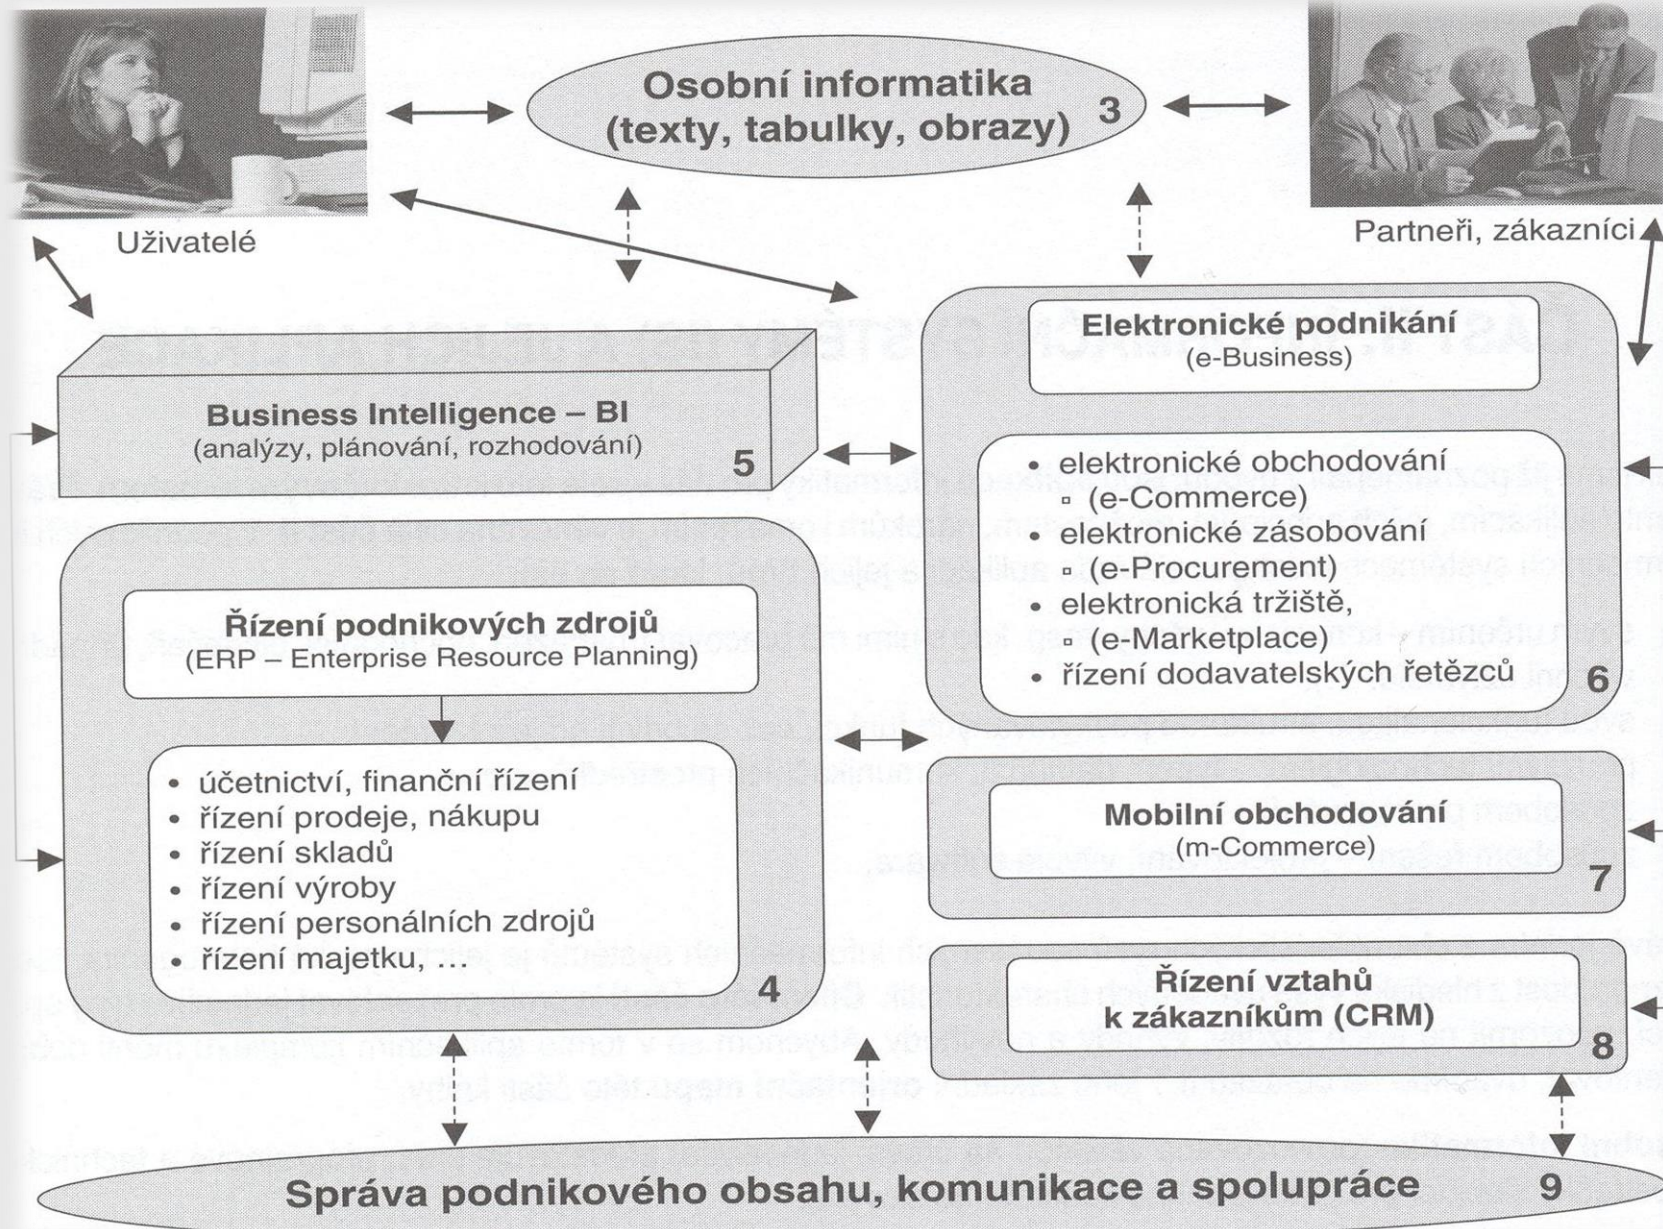 Osobní informatika
(texty, tabulky, obrazy) 3
Uživatelé
Partneři, zákazníci
Business Intelligence – BI
(analýzy, plánování, rozhodování)
5
Elektronické podnikání
(e-Business)
• elektronické obchodování
▫ (e-Commerce)
• elektronické zásobování
▫ (e-Procurement)
• elektronická tržiště,
▫ (e-Marketplace)
• řízení dodavatelských řetězců
6
Řízení podnikových zdrojů
(ERP – Enterprise Resource Planning)
• účetnictví, finanční řízení
• řízení prodeje, nákupu
• řízení skladů
• řízení výroby
• řízení personálních zdrojů
• řízení majetku, ...
4
Mobilní obchodování
(m-Commerce)
7
Řízení vztahů
k zákazníkům (CRM)
8
Správa podnikového obsahu, komunikace a spolupráce 9